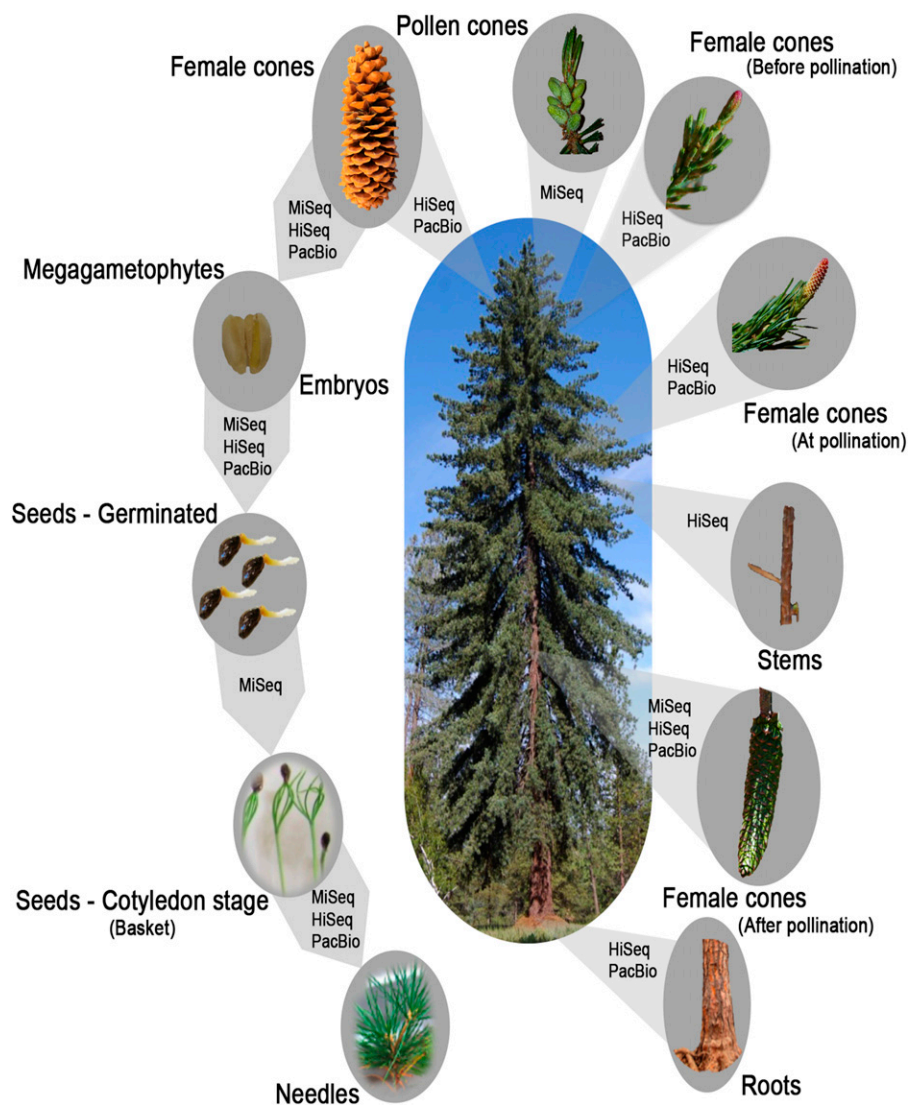 Pollen cones
Female cones
(Before pollination)
Female cones
MiSeq
HiSeq
PacBio
HiSeq
PacBio
MiSeq
HiSeq
PacBio
Megagametophytes
HiSeq
PacBio
Embryos
Female cones
(At pollination)
MiSeq
HiSeq
PacBio
Seeds - Germinated
HiSeq
Stems
MiSeq
MiSeq
HiSeq
PacBio
Seeds - Cotyledon stage
(Basket)
MiSeq
HiSeq
PacBio
Female cones
(After pollination)
HiSeq
PacBio
Needles
Roots